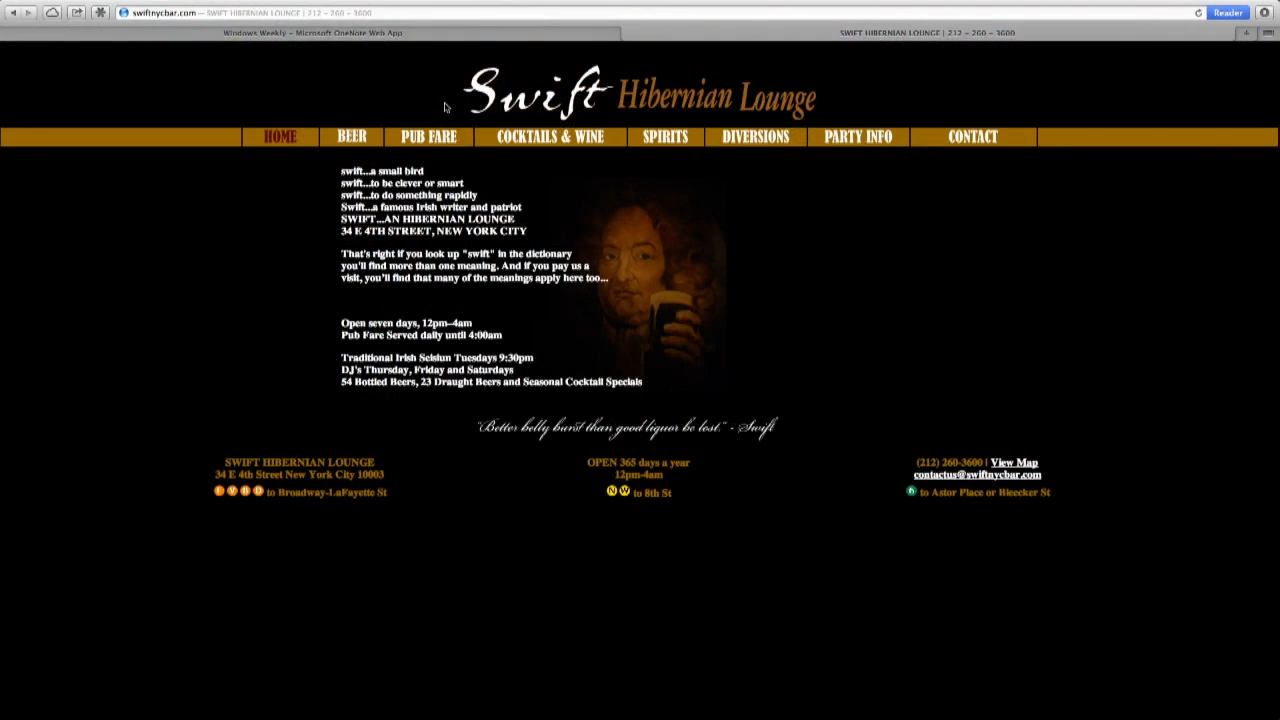 swiftnycbar.com — SWIFT HIBERNIAN LOUNGE | 212 - 260 - 3600
Reader
Windows Weekly - Microsoft OneNote Web App
SWIFT HIBERNIAN LOUNGE | 212 - 260 - 3600
Swift Hibernian Lounge
HOME BEER PUB FARE COCKTAILS & WINE SPIRITS DIVERSIONS PARTY INFO CONTACT
swift...a small bird
swift...to be clever or smart
swift...to do something rapidly
Swift...a famous Irish writer and patriot
SWIFT...AN HIBERNIAN LOUNGE
34 E 4TH STREET, NEW YORK CITY
That's right if you look up "swift" in the dictionary
you'll find more than one meaning. And if you pay us a
visit, you'll find that many of the meanings apply here too...
Open seven days, 12pm-4am
Pub Fare Served daily until 4:00am
Traditional Irish Seisiun Tuesdays 9:30pm
DJ's Thursday, Friday and Saturdays
54 Bottled Beers, 23 Draught Beers and Seasonal Cocktail Specials
"Better belly burst than good liquor be lost." - Swift
SWIFT HIBERNIAN LOUNGE
34 E 4th Street New York City 10003
F V B D to Broadway-LaFayette St
OPEN 365 days a year
12pm-4am
N W to 8th St
(212) 260-3600 | View Map
contactus@swiftnycbar.com
6 to Astor Place or Bleecker St